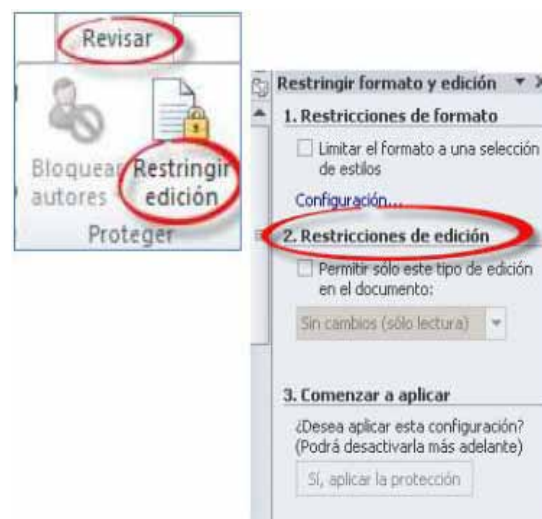 Revisar
Bloquear Restringir
autores edición
Proteger
Restringir formato y edición
1. Restricciones de formato
Limitar el formato a una selección
de estilos
Configuración...
2. Restricciones de edición
Permitir sólo este tipo de edición
en el documento:
Sin cambios (sólo lectura)
3. Comenzar a aplicar
¿Desea aplicar esta configuración?
(Podrá desactivarla más adelante)
Sí, aplicar la protección